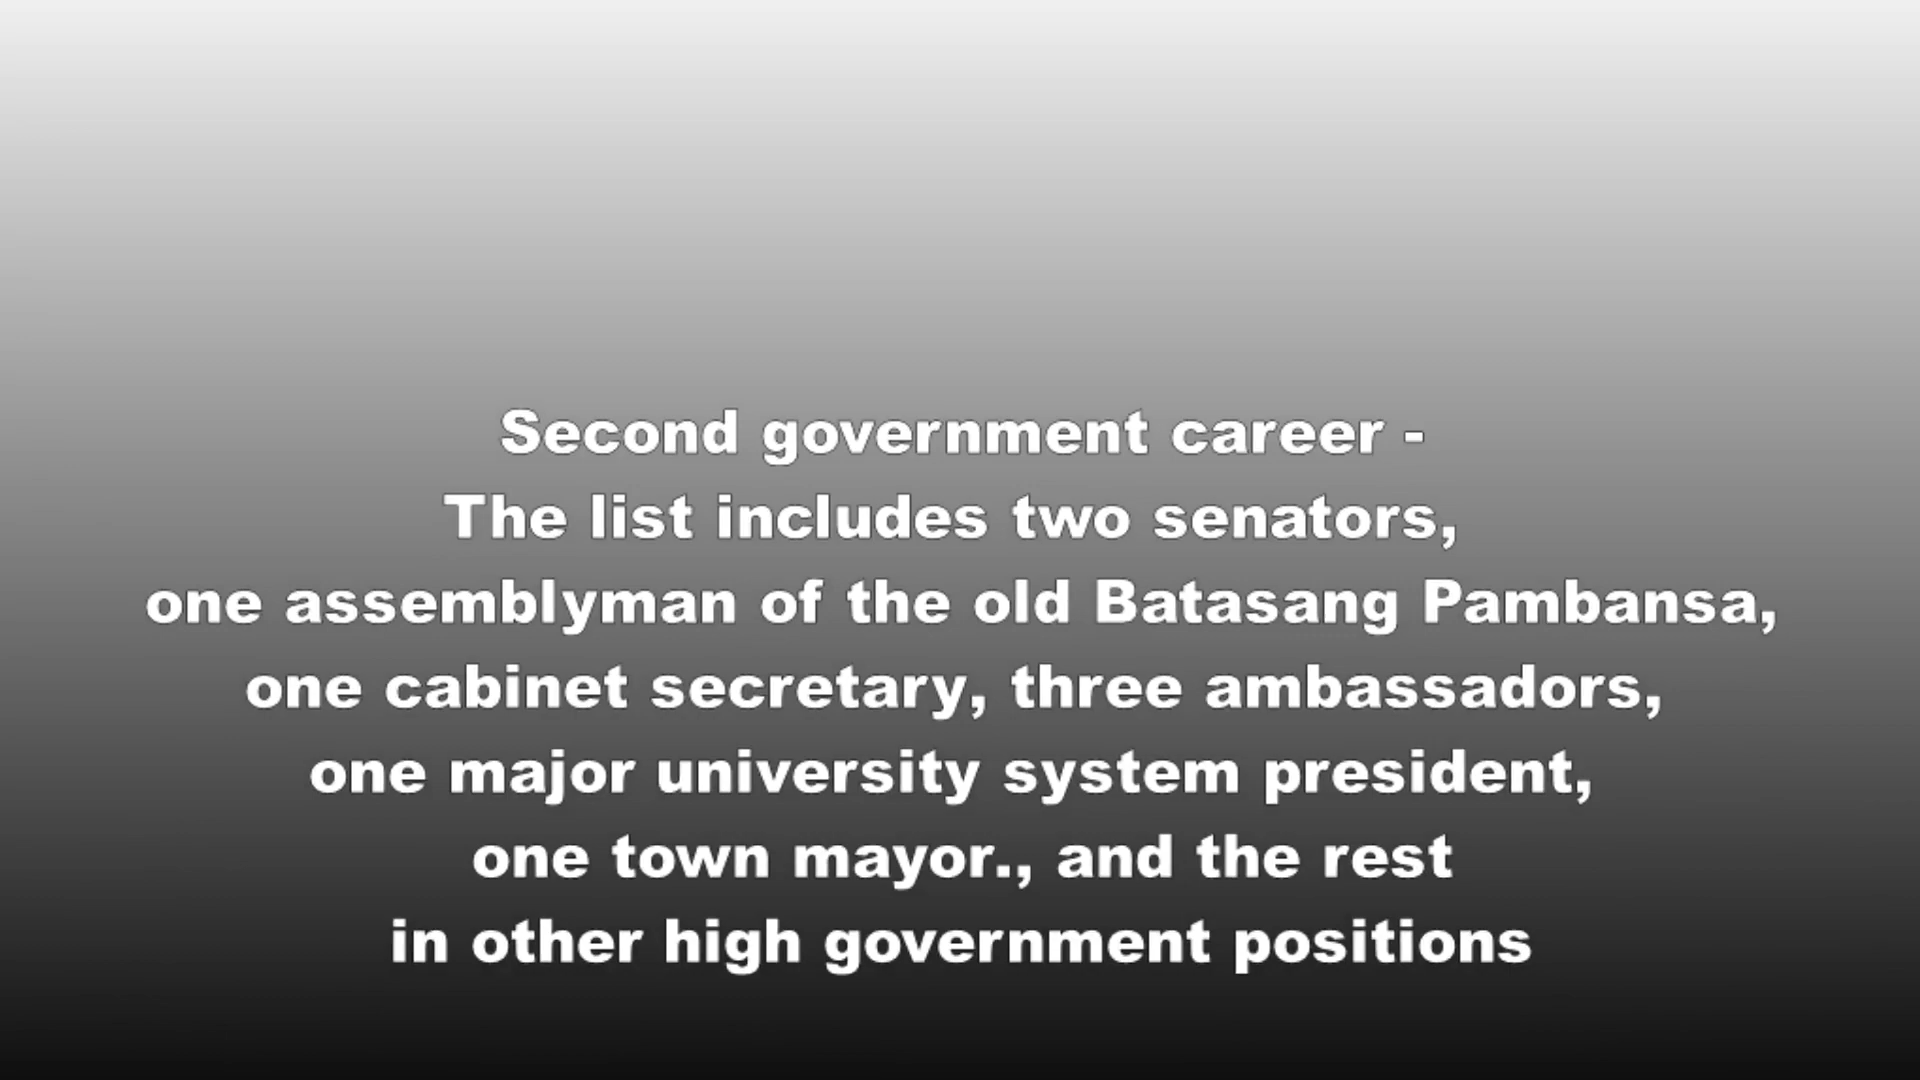 Second government career -
The list includes two senators,
one assemblyman of the old Batasang Pambansa,
one cabinet secretary, three ambassadors,
one major university system president,
one town mayor., and the rest
in other high government positions